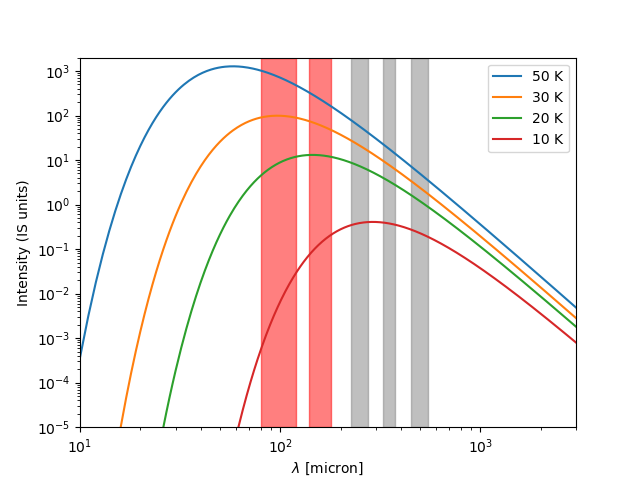 Intensity (IS units)
10³
10²
10¹
10⁰
10⁻¹
10⁻²
10⁻³
10⁻⁴
10⁻⁵
50 K
30 K
20 K
10 K
10¹
10²
10³
λ [micron]